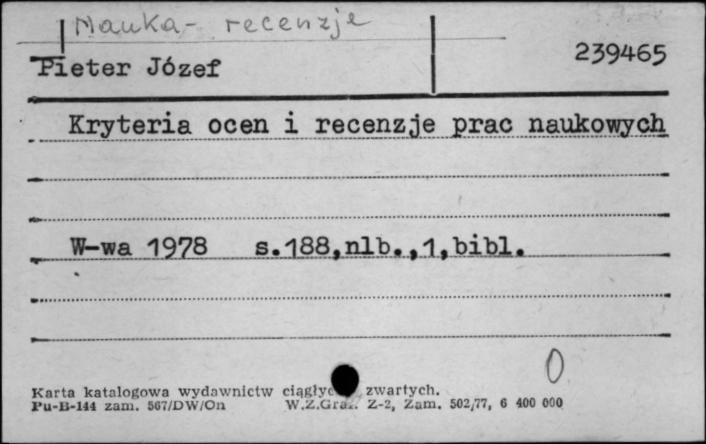 Nauka - recenzje
239465
Pieter Józef
Kryteria ocen i recenzje prac naukowych
W-wa 1978 s.188,nlb.,1,bibl.
0
Karta katalogowa wydawnictw zwartych.
Pu-B-144 zam. 567/DW/On W.Z.Graf. Z-2, Zam. 502/77, 6 400 000